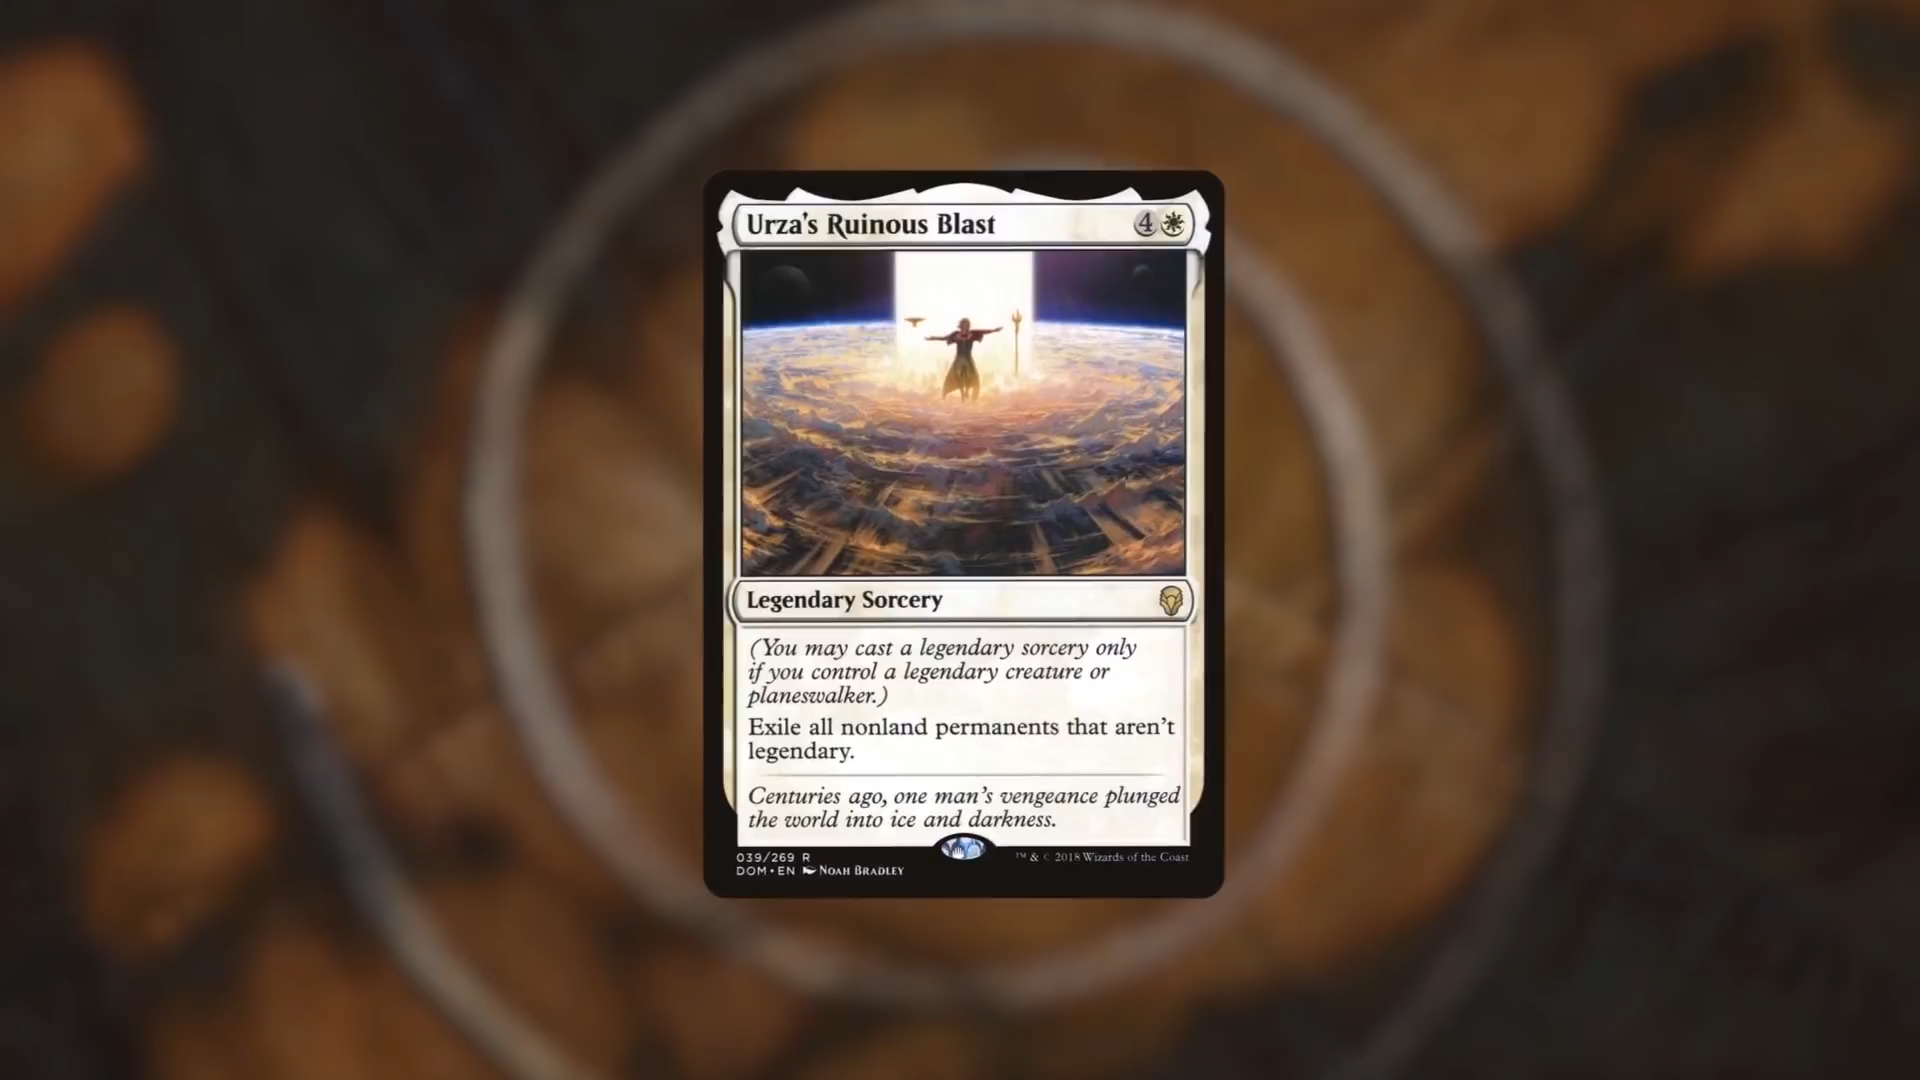 Urza's Ruinous Blast 4
Legendary Sorcery
(You may cast a legendary sorcery only
if you control a legendary creature or
planeswalker.)
Exile all nonland permanents that aren't
legendary.
Centuries ago, one man's vengeance plunged
the world into ice and darkness.
039/269 R
DOM • EN Noah Bradley
™ & © 2018 Wizards of the Coast